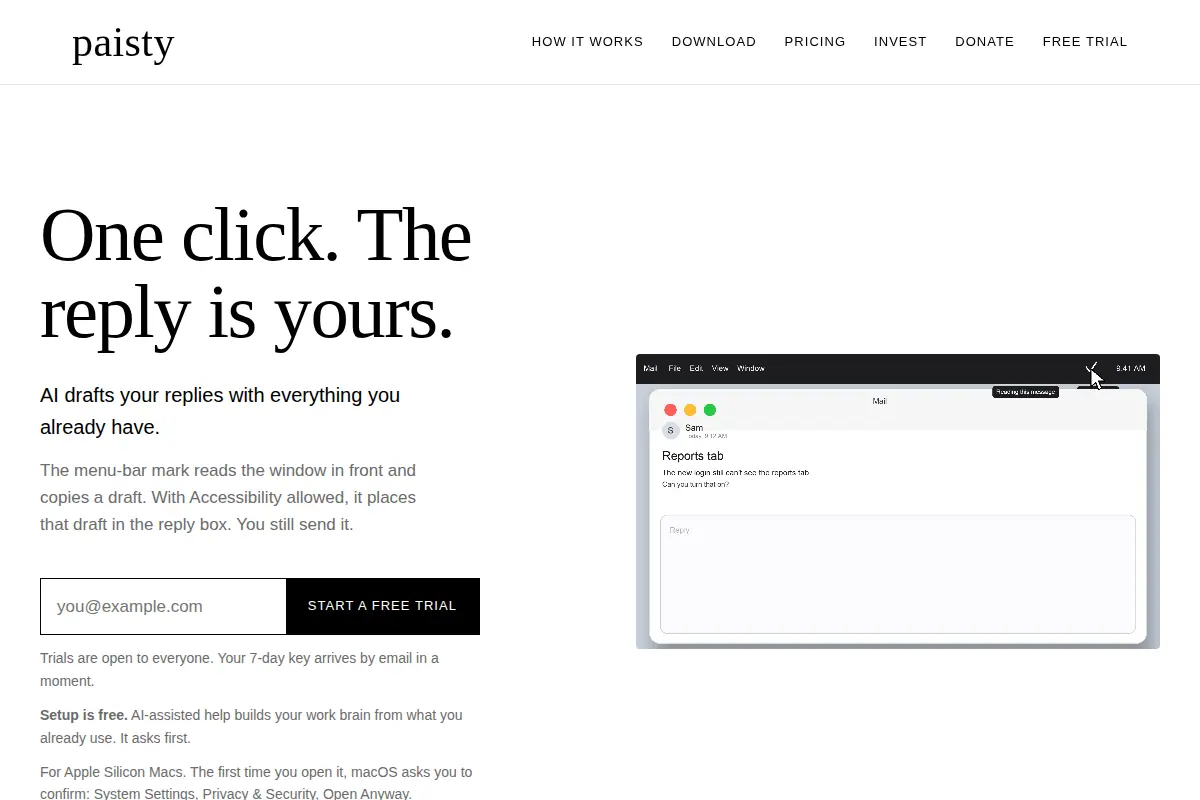 paisty
HOW IT WORKS DOWNLOAD PRICING INVEST DONATE FREE TRIAL
One click. The
reply is yours.
AI drafts your replies with everything you
already have.
The menu-bar mark reads the window in front and
copies a draft. With Accessibility allowed, it places
that draft in the reply box. You still send it.
you@example.com START A FREE TRIAL
Trials are open to everyone. Your 7-day key arrives by email in a
moment.
Setup is free. AI-assisted help builds your work brain from what you
already use. It asks first.
For Apple Silicon Macs. The first time you open it, macOS asks you to
confirm: System Settings, Privacy & Security, Open Anyway.
Mail File Edit View Window 9:41 AM
Reading this message
Mail
S Sam
9:12 AM
Reports tab
The new login still can't see the reports tab.
Can you turn that on?
Reply